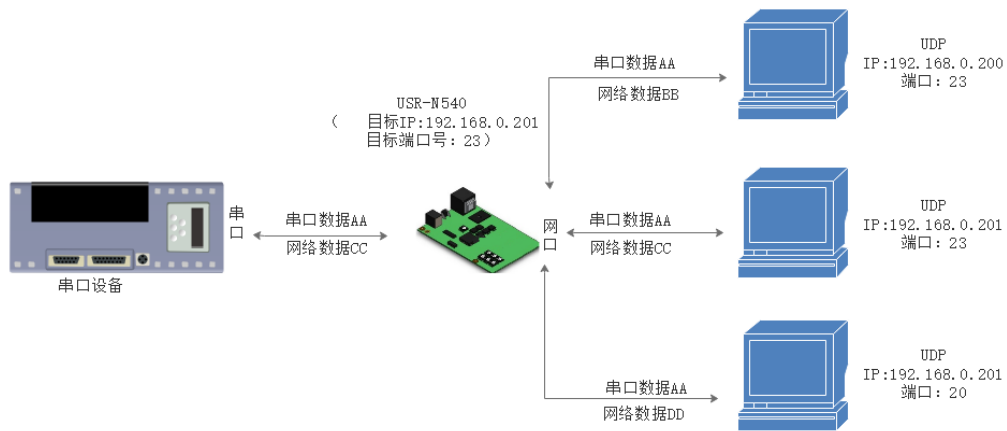 UDP
IP:192.168.0.200
端口：23
串口数据AA
网络数据BB
USR-N540
（ 目标IP:192.168.0.201
目标端口号：23）
串口
串口数据AA
网络数据CC
网口
串口数据AA
网络数据CC
UDP
IP:192.168.0.201
端口：23
串口设备
UDP
IP:192.168.0.201
端口：20
串口数据AA
网络数据DD